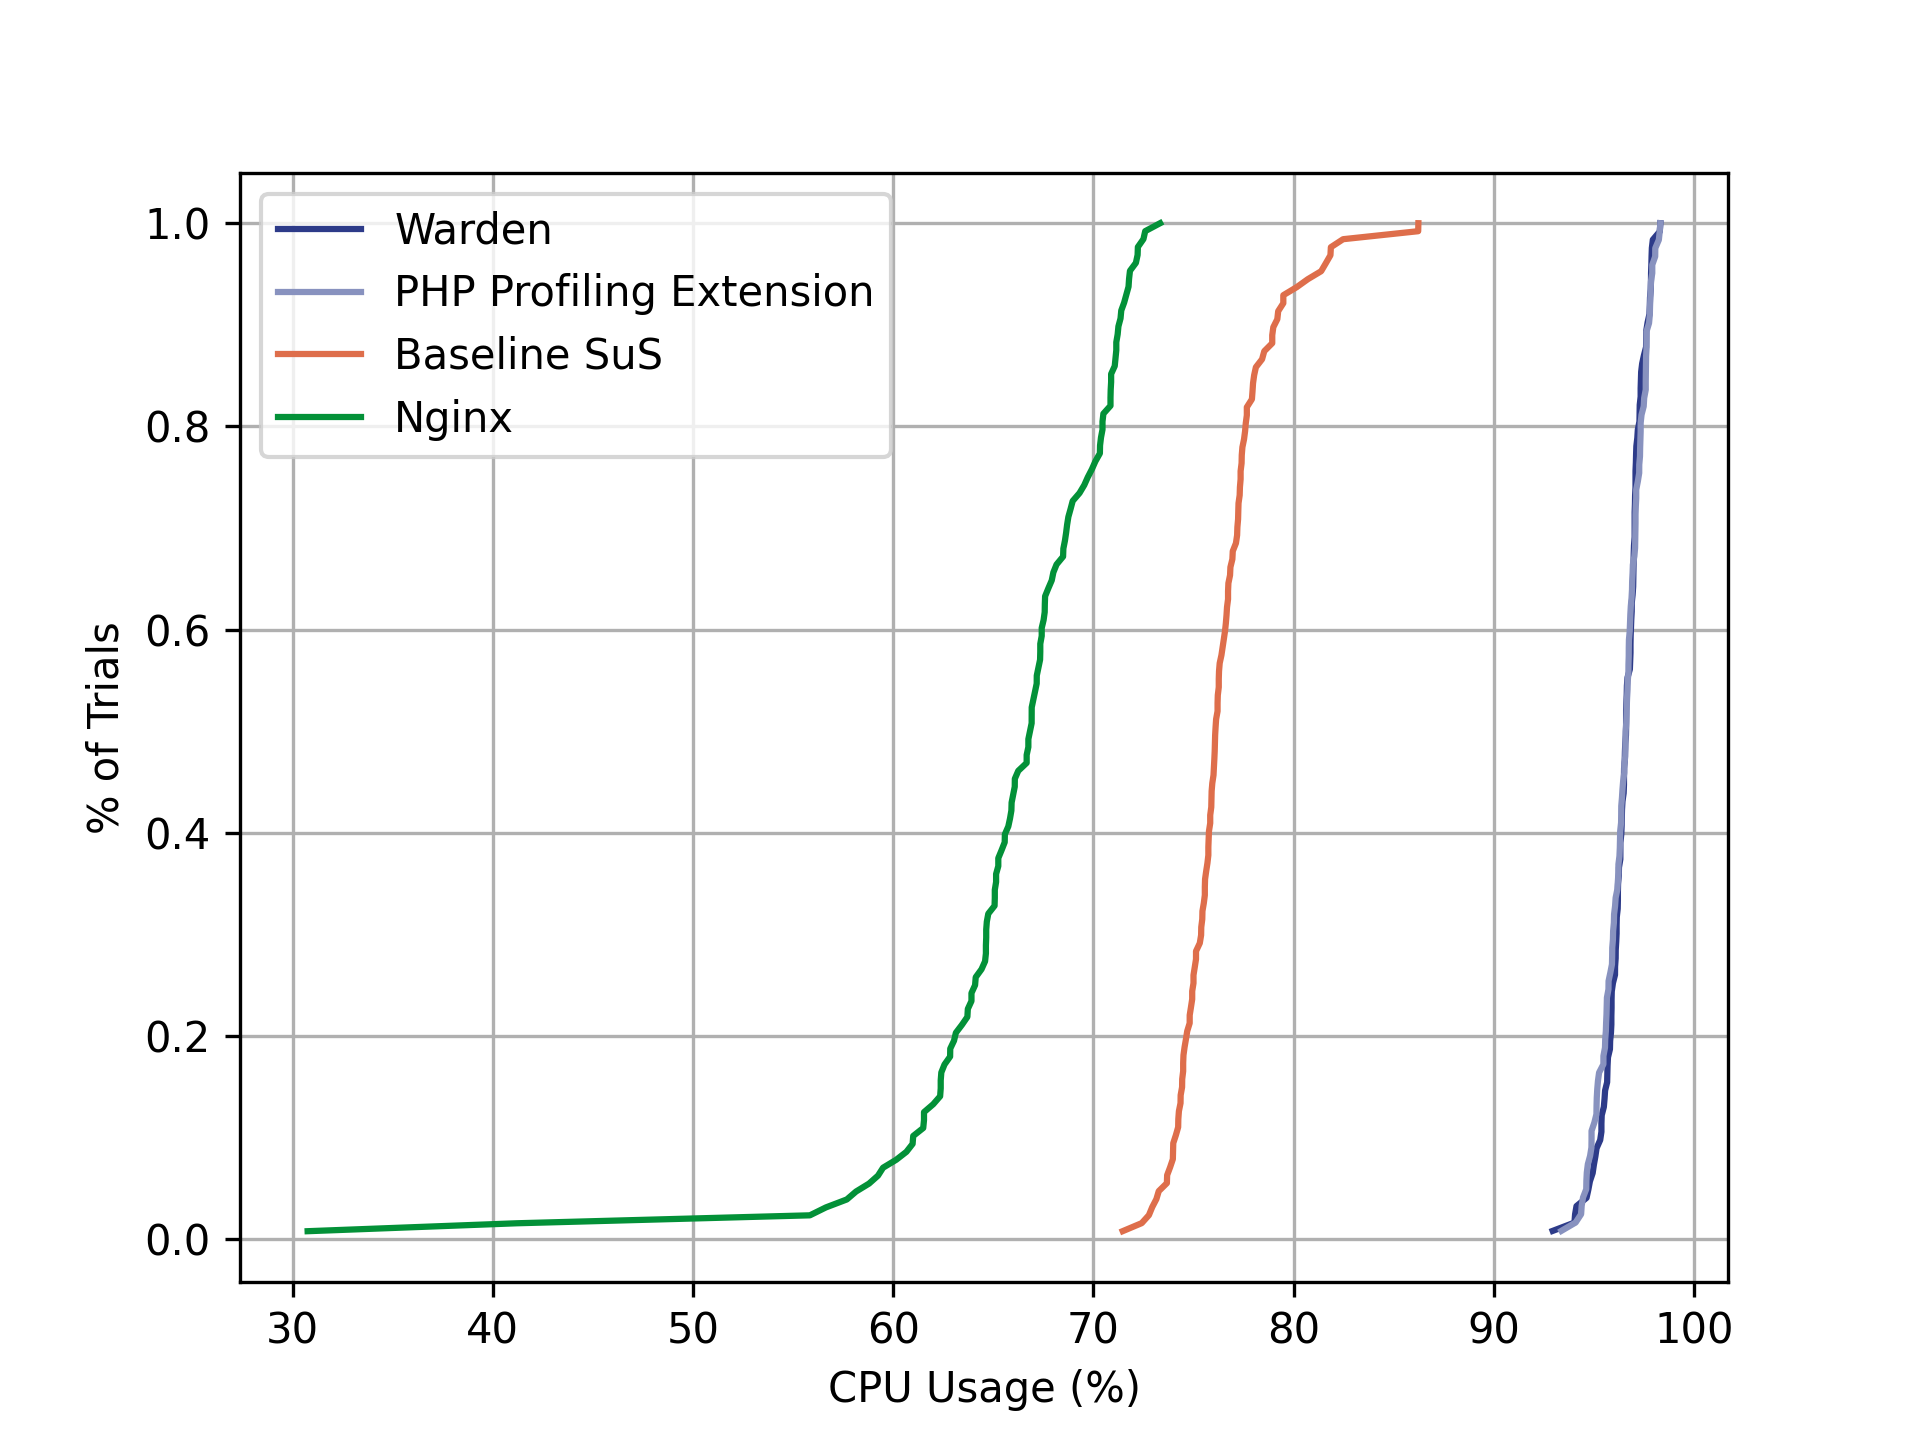 Warden
PHP Profiling Extension
Baseline SuS
Nginx
1.0
0.8
0.6
0.4
0.2
0.0
% of Trials
30 40 50 60 70 80 90 100
CPU Usage (%)